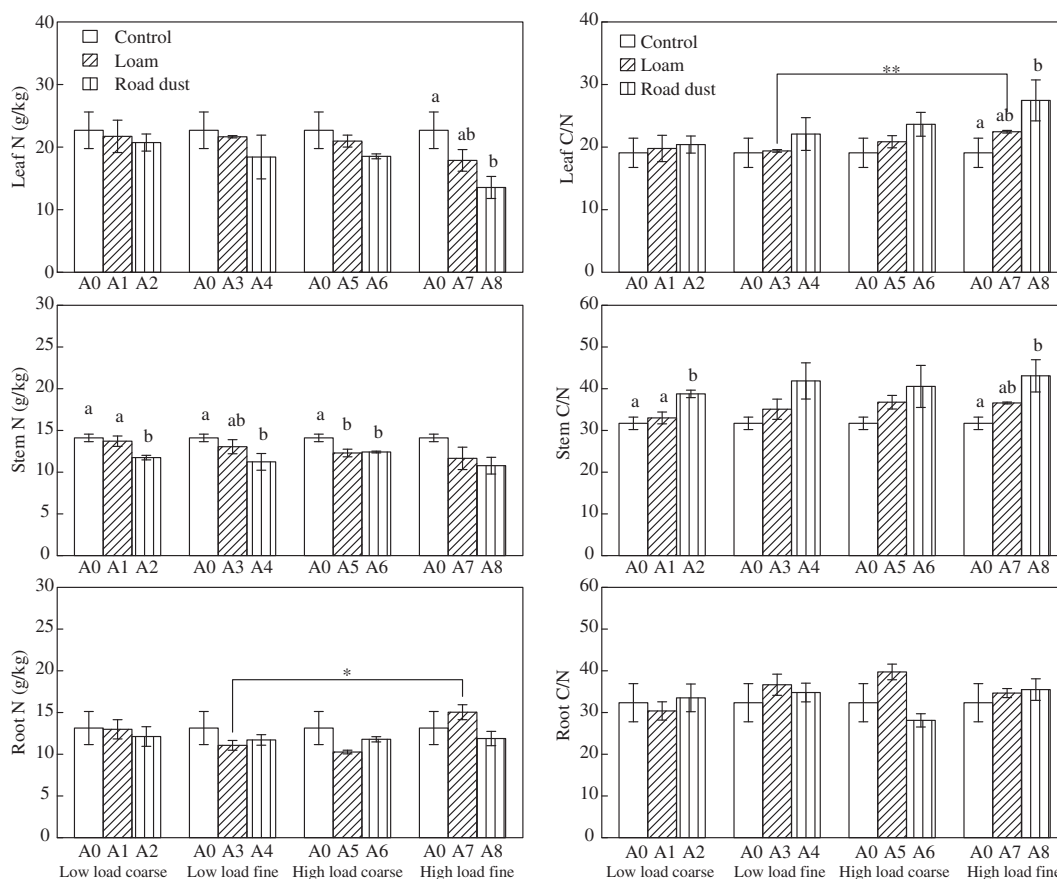 40
30
20
10
0
Leaf N (g/kg)
Control
Loam
Road dust
a
ab
b
A0 A1 A2 A0 A3 A4 A0 A5 A6 A0 A7 A8
40
30
20
10
0
Leaf C/N
Control
Loam
Road dust
**
a
ab
b
A0 A1 A2 A0 A3 A4 A0 A5 A6 A0 A7 A8
30
25
20
15
10
5
0
Stem N (g/kg)
a a b a ab b a b b
A0 A1 A2 A0 A3 A4 A0 A5 A6 A0 A7 A8
60
50
40
30
20
10
0
Stem C/N
a a b a ab b
A0 A1 A2 A0 A3 A4 A0 A5 A6 A0 A7 A8
30
25
20
15
10
5
0
Root N (g/kg)
*
A0 A1 A2 A0 A3 A4 A0 A5 A6 A0 A7 A8
Low load coarse Low load fine High load coarse High load fine
60
50
40
30
20
10
0
Root C/N
A0 A1 A2 A0 A3 A4 A0 A5 A6 A0 A7 A8
Low load coarse Low load fine High load coarse High load fine